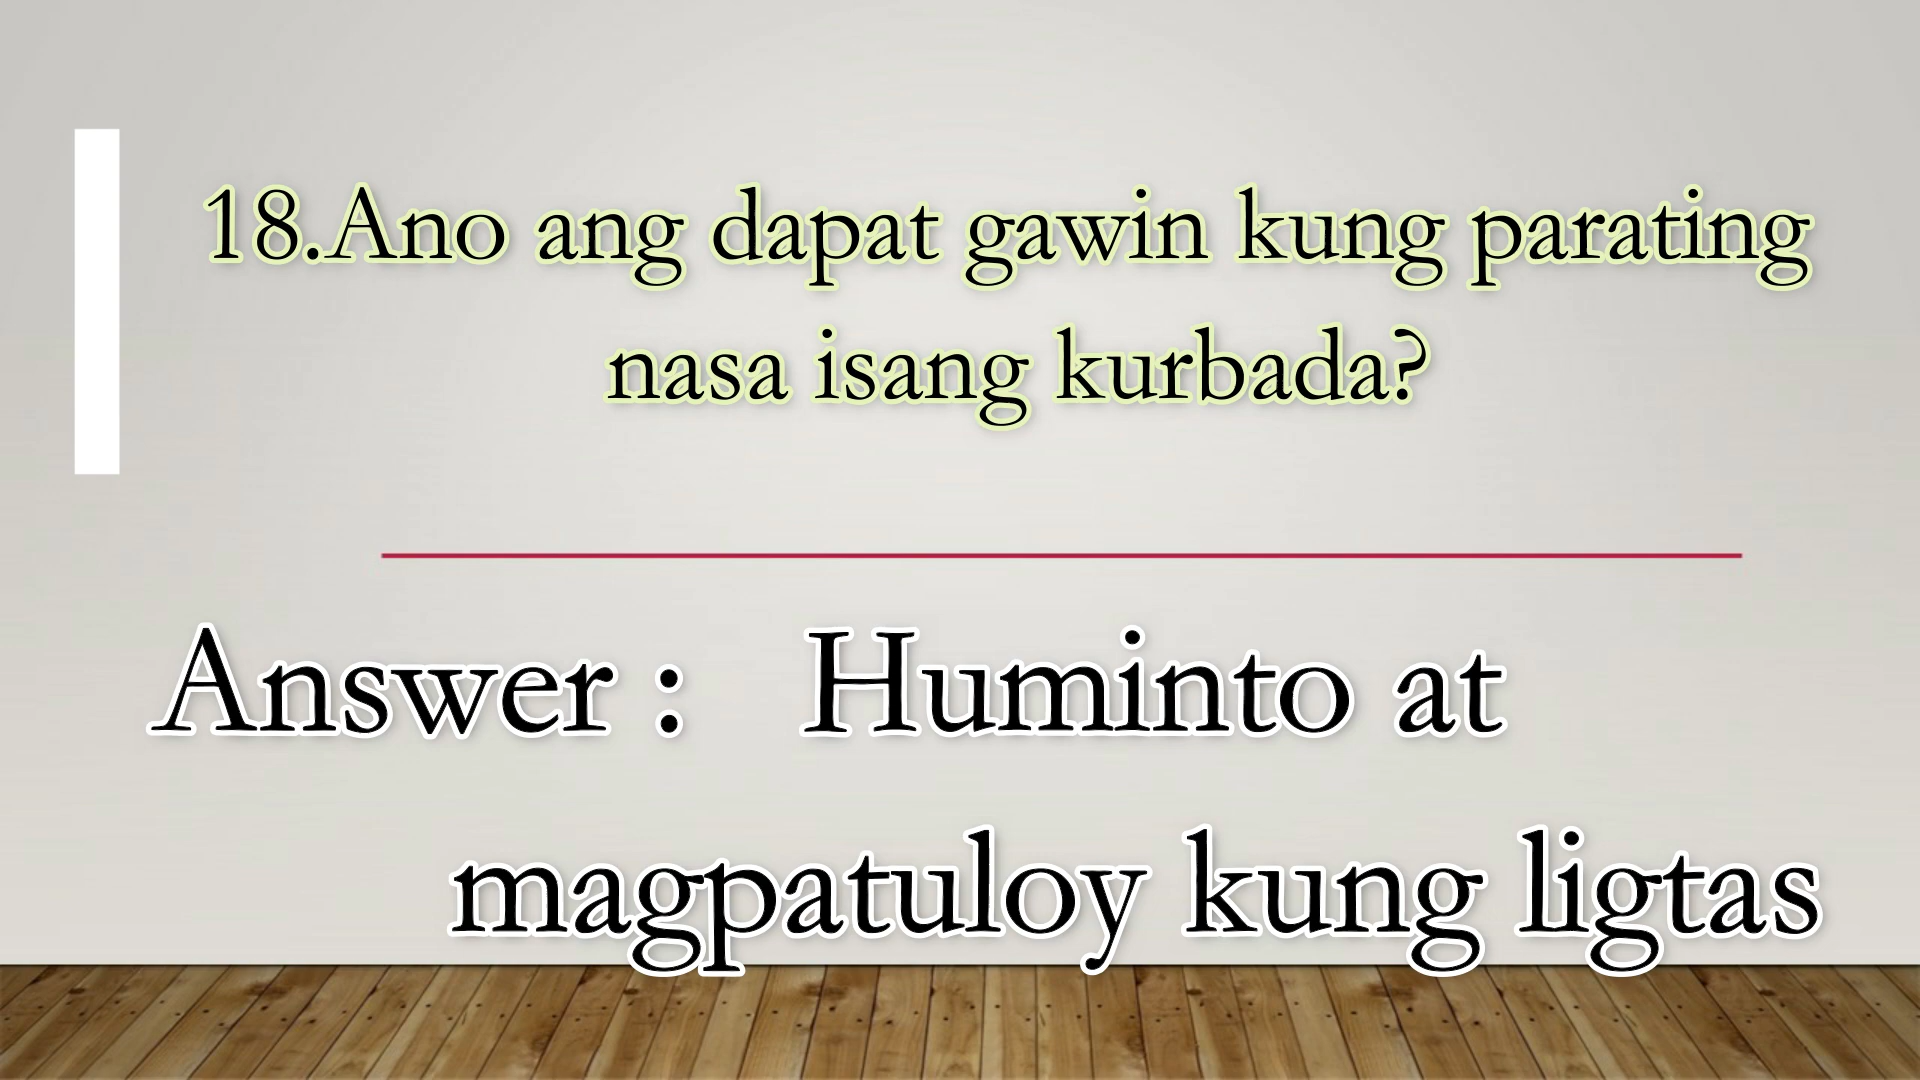 18.Ano ang dapat gawin kung parating
nasa isang kurbada?
Answer : Huminto at
magpatuloy kung ligtas